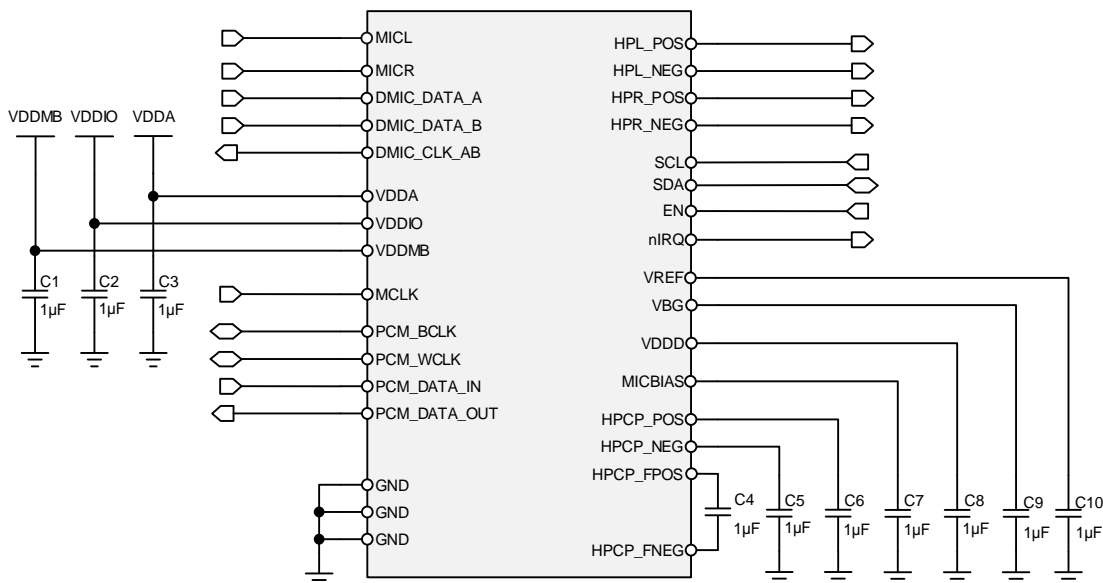 MICL
MICR
DMIC_DATA_A
DMIC_DATA_B
DMIC_CLK_AB
VDDA
VDDIO
VDDMB
MCLK
PCM_BCLK
PCM_WCLK
PCM_DATA_IN
PCM_DATA_OUT
GND
GND
GND
VDDMB VDDIO VDDA
C1 C2 C3
1µF 1µF 1µF
HPL_POS
HPL_NEG
HPR_POS
HPR_NEG
SCL
SDA
EN
nIRQ
VREF
VBG
VDDD
MICBIAS
HPCP_POS
HPCP_NEG
HPCP_FPOS
HPCP_FNEG
C4 C5 C6 C7 C8 C9 C10
1µF 1µF 1µF 1µF 1µF 1µF 1µF